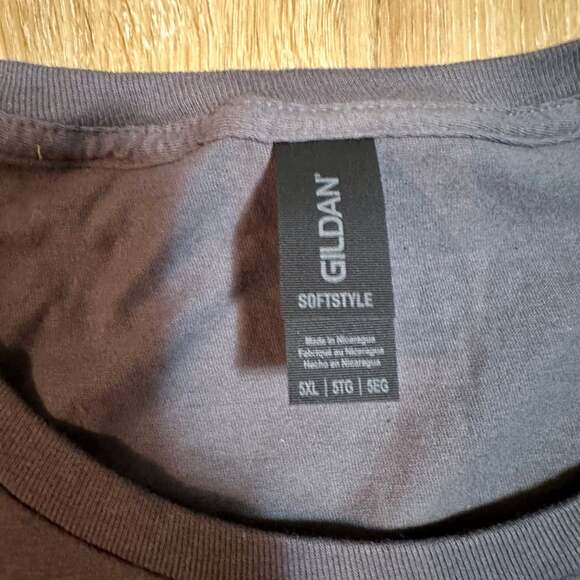 GILDAN®
SOFTSTYLE
Made in Nicaragua
Fabriqué au Nicaragua
Hecho en Nicaragua
5XL | 5TG | 5EG